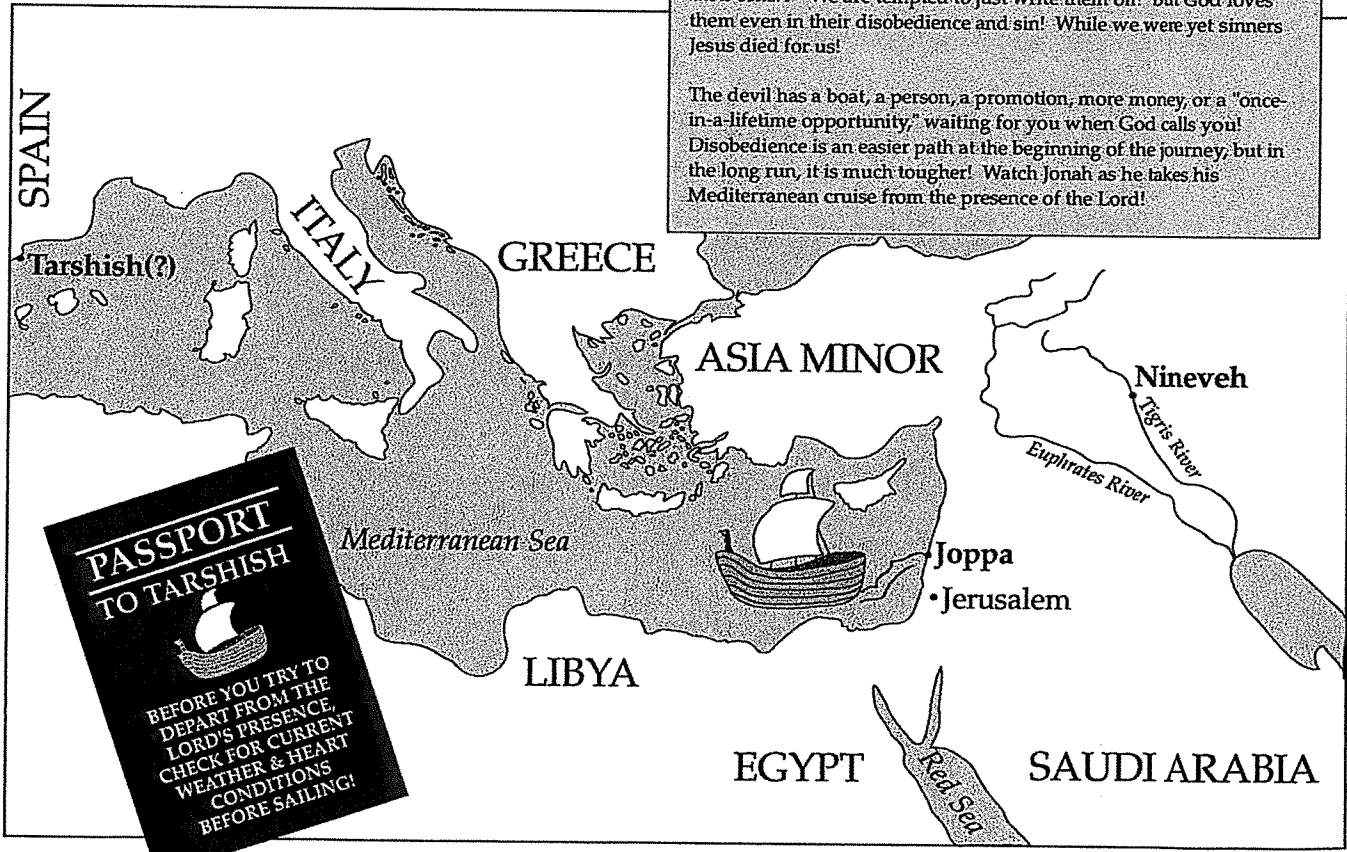 them even in their disobedience and sin! While we were yet sinners
Jesus died for us!
The devil has a boat, a person, a promotion, more money, or a "once-
in-a-lifetime opportunity," waiting for you when God calls you!
Disobedience is an easier path at the beginning of the journey, but in
the long run, it is much tougher! Watch Jonah as he takes his
Mediterranean cruise from the presence of the Lord!
SPAIN
Tarshish(?)
ITALY
GREECE
ASIA MINOR
Nineveh
Tigris River
Euphrates River
Mediterranean Sea
Joppa
Jerusalem
LIBYA
EGYPT
Red Sea
SAUDI ARABIA
PASSPORT
TO TARSHISH
BEFORE YOU TRY TO
DEPART FROM THE
LORD'S PRESENCE,
CHECK FOR CURRENT
WEATHER & HEART
CONDITIONS
BEFORE SAILING!